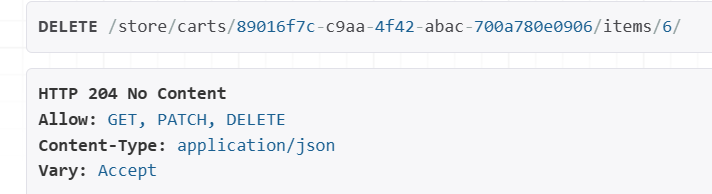 DELETE /store/carts/89016f7c-c9aa-4f42-abac-700a780e0906/items/6/
HTTP 204 No Content
Allow: GET, PATCH, DELETE
Content-Type: application/json
Vary: Accept